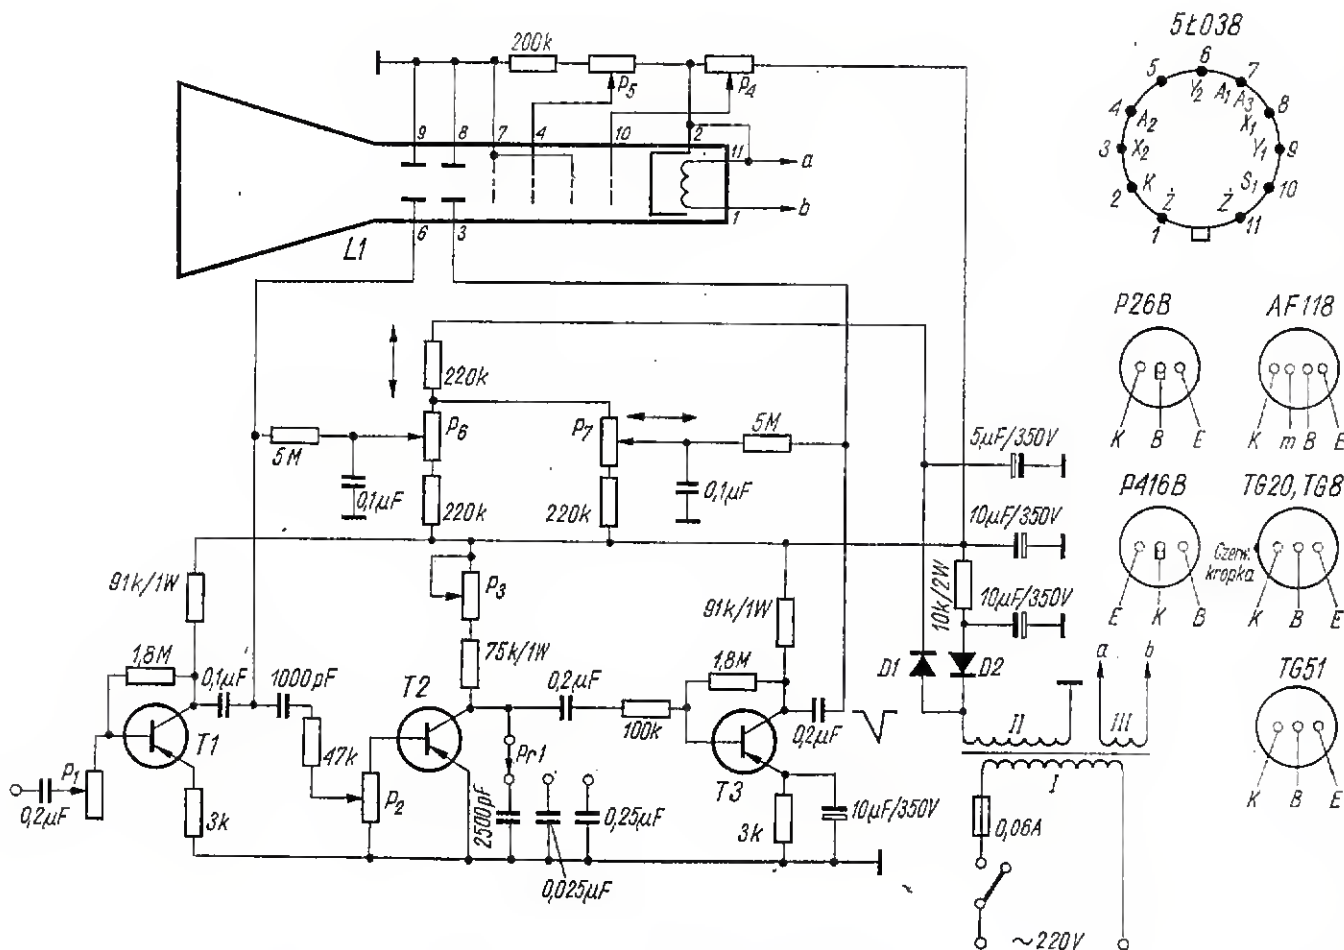 200k
P5
P4
9
8
7
4
10
2
11
a
b
1
6
3
L1
5Ł038
1
2
3
4
5
6
7
8
9
10
11
Ż
K
X2
A2
Y2
A1
A3
X1
Y1
S1
Ż
220k
P6
P7
5M
5M
0,1µF
0,1µF
220k
220k
5µF/350V
10µF/350V
10k/2W
10µF/350V
D1
D2
a
b
II
III
I
0,06A
~220V
91k/1W
P3
75k/1W
91k/1W
1,8M
0,1µF
1000pF
T1
P1
0,2µF
3k
47k
P2
T2
0,2µF
Pr1
2500pF
0,025µF
0,25µF
100k
1,8M
T3
0,2µF
3k
10µF/350V
P26B
K B E
AF118
K m B E
P416B
E K B
TG20, TG8
Czerw.
kropka
K B E
TG51
K B E